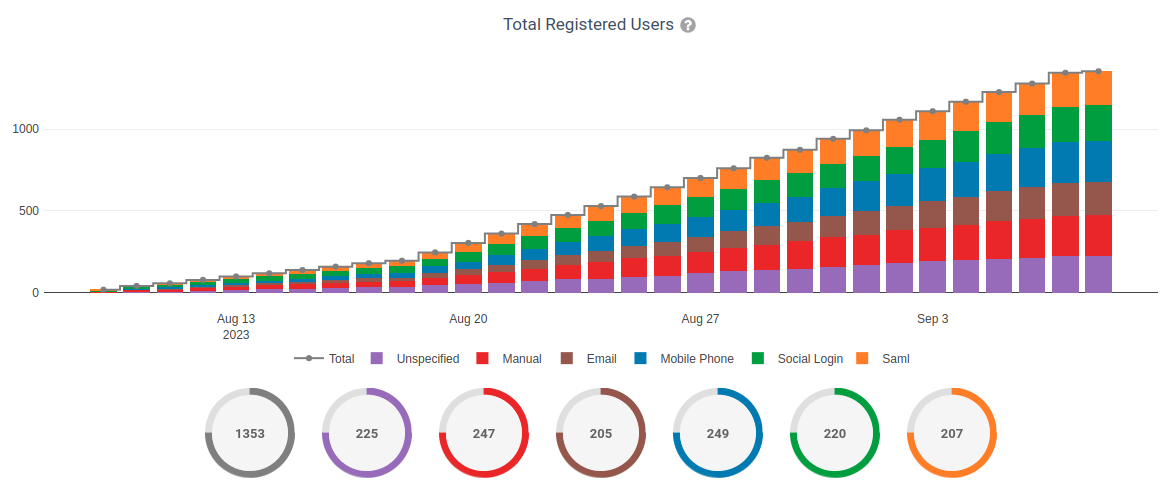 Total Registered Users ?
1000
500
0
Aug 13 Aug 20 Aug 27 Sep 3
2023
Total Unspecified Manual Email Mobile Phone Social Login Saml
1353 225 247 205 249 220 207